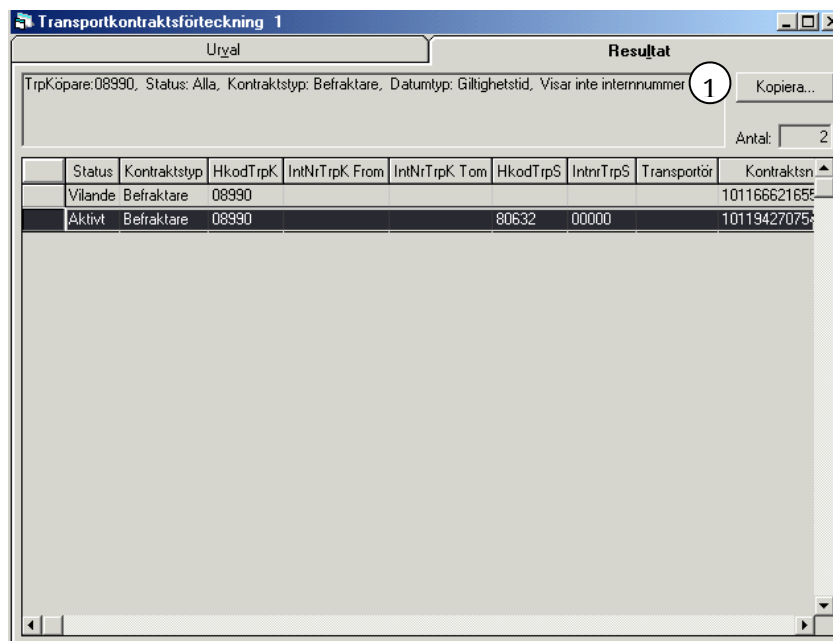 Transportkontraktsförteckning 1
Urval
Resultat
TrpKöpare:08990, Status: Alla, Kontraktstyp: Befraktare, Datumtyp: Giltighetstid, Visar inte internnummer
1
Kopiera...
Antal: 2
Status Kontraktstyp HkodTrpK IntNrTrpK From IntNrTrpK Tom HkodTrpS IntnrTrpS Transportör Kontraktsn
Vilande Befraktare 08990 101166621655
Aktivt Befraktare 08990 80632 00000 10119427075